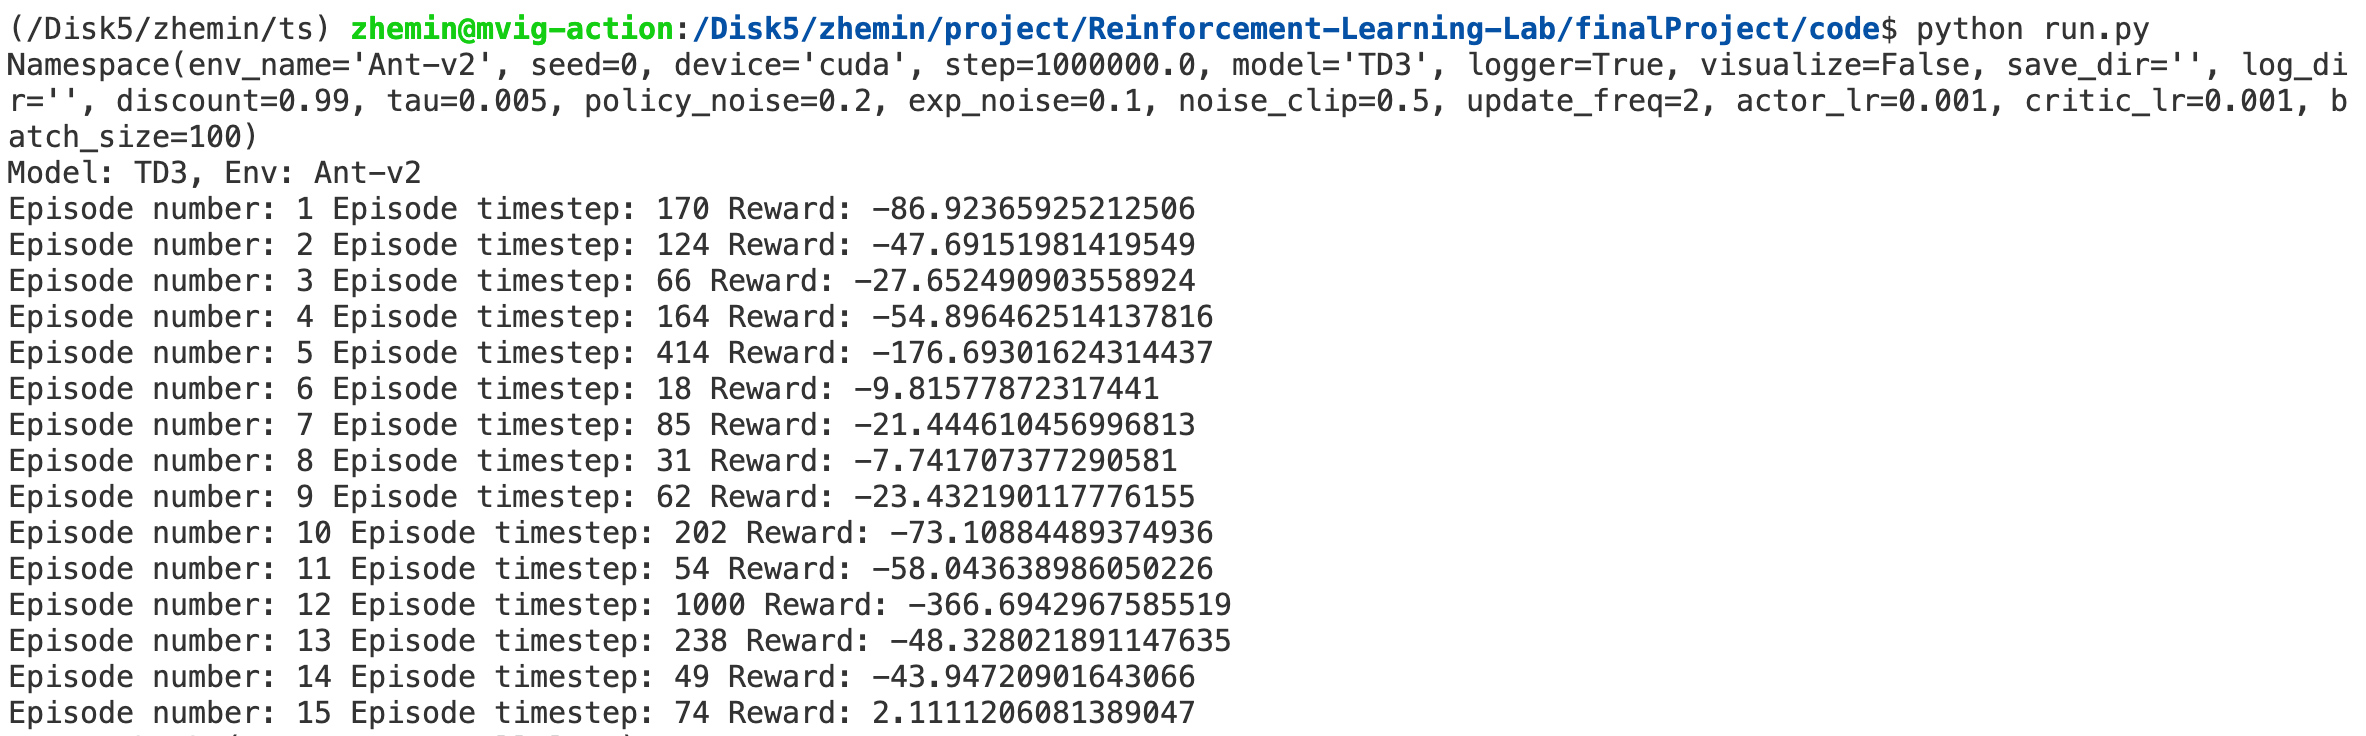 (/Disk5/zhemin/ts) zhemin@mvig-action:/Disk5/zhemin/project/Reinforcement-Learning-Lab/finalProject/code$ python run.py
Namespace(env_name='Ant-v2', seed=0, device='cuda', step=1000000.0, model='TD3', logger=True, visualize=False, save_dir='', log_di
r='', discount=0.99, tau=0.005, policy_noise=0.2, exp_noise=0.1, noise_clip=0.5, update_freq=2, actor_lr=0.001, critic_lr=0.001, b
atch_size=100)
Model: TD3, Env: Ant-v2
Episode number: 1 Episode timestep: 170 Reward: -86.92365925212506
Episode number: 2 Episode timestep: 124 Reward: -47.69151981419549
Episode number: 3 Episode timestep: 66 Reward: -27.652490903558924
Episode number: 4 Episode timestep: 164 Reward: -54.896462514137816
Episode number: 5 Episode timestep: 414 Reward: -176.69301624314437
Episode number: 6 Episode timestep: 18 Reward: -9.81577872317441
Episode number: 7 Episode timestep: 85 Reward: -21.444610456996813
Episode number: 8 Episode timestep: 31 Reward: -7.741707377290581
Episode number: 9 Episode timestep: 62 Reward: -23.432190117776155
Episode number: 10 Episode timestep: 202 Reward: -73.10884489374936
Episode number: 11 Episode timestep: 54 Reward: -58.043638986050226
Episode number: 12 Episode timestep: 1000 Reward: -366.6942967585519
Episode number: 13 Episode timestep: 238 Reward: -48.328021891147635
Episode number: 14 Episode timestep: 49 Reward: -43.94720901643066
Episode number: 15 Episode timestep: 74 Reward: 2.1111206081389047